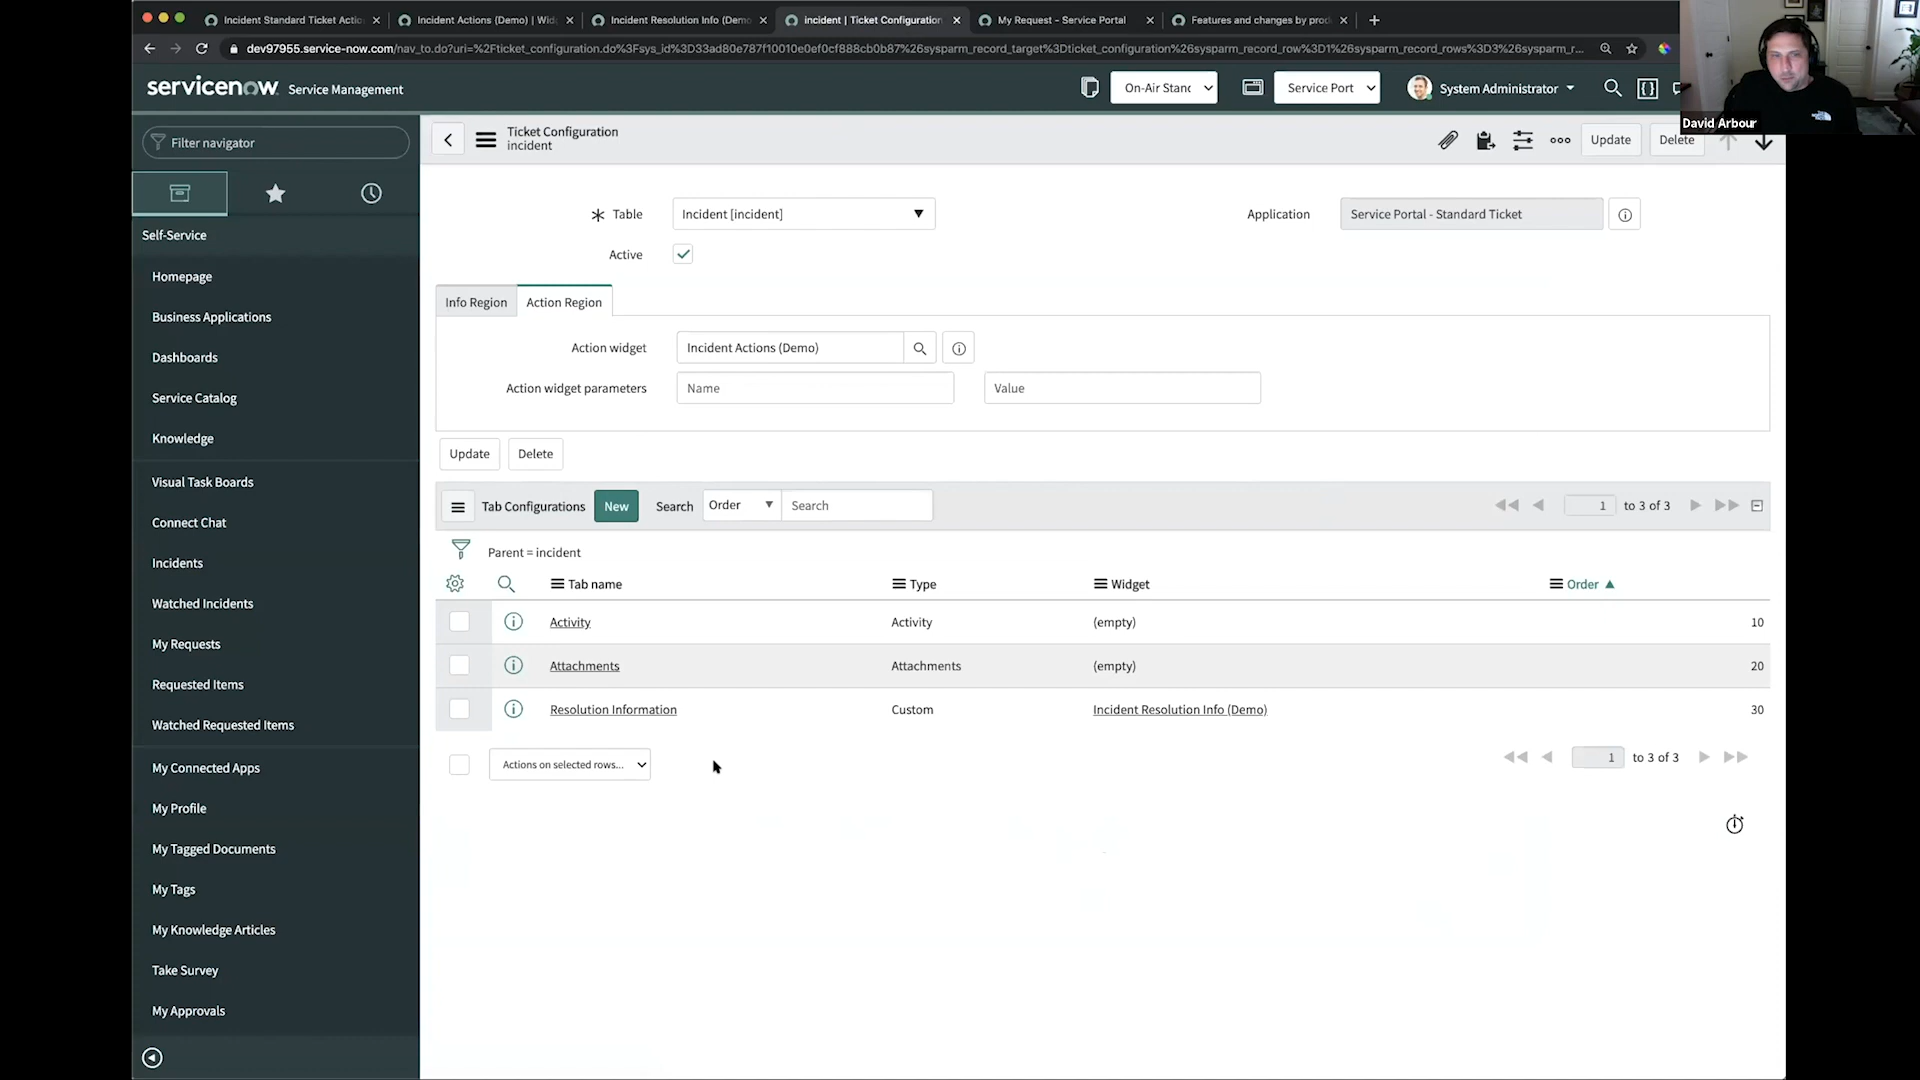 Incident Standard Ticket Actio
Incident Actions (Demo) | Wid
Incident Resolution Info (Demo
incident | Ticket Configuration
My Request - Service Portal
Features and changes by prod
dev97955.service-now.com/nav_to.do?uri=%2Fticket_configuration.do%3Fsys_id%3D33ad80e787f10010e0ef0cf888cb0b87%26sysparm_record_target%3Dticket_configuration%26sysparm_record_row%3D1%26sysparm_record_rows%3D3%26sysparm_r...
servicenow Service Management
On-Air Stanc
Service Port
System Administrator
David Arbour
Filter navigator
Self-Service
Homepage
Business Applications
Dashboards
Service Catalog
Knowledge
Visual Task Boards
Connect Chat
Incidents
Watched Incidents
My Requests
Requested Items
Watched Requested Items
My Connected Apps
My Profile
My Tagged Documents
My Tags
My Knowledge Articles
Take Survey
My Approvals
Ticket Configuration
incident
Update
Delete
Table
Incident [incident]
Application
Service Portal - Standard Ticket
Active
Info Region
Action Region
Action widget
Incident Actions (Demo)
Action widget parameters
Name
Value
Update
Delete
Tab Configurations
New
Search
Order
Search
1 to 3 of 3
Parent = incident
Tab name
Type
Widget
Order
Activity
Activity
(empty)
10
Attachments
Attachments
(empty)
20
Resolution Information
Custom
Incident Resolution Info (Demo)
30
Actions on selected rows...
1 to 3 of 3